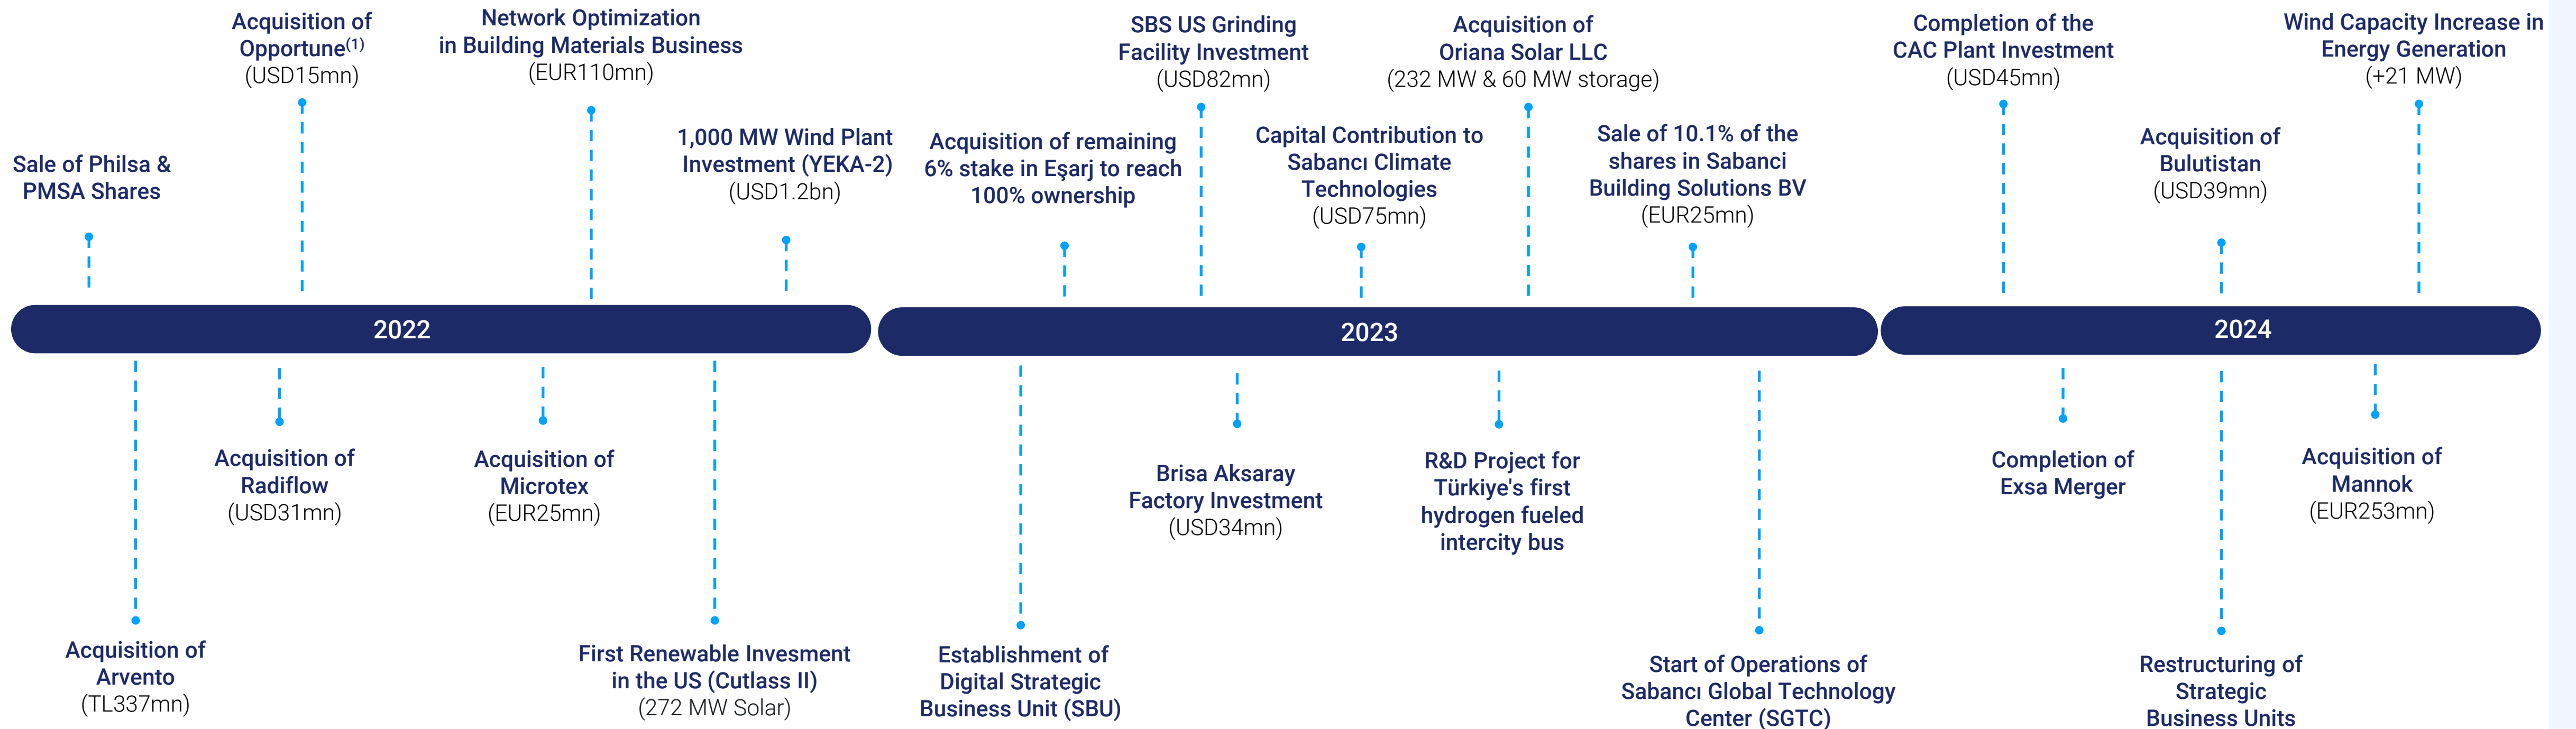 Acquisition of
Opportune(1)
(USD15mn)
Network Optimization
in Building Materials Business
(EUR110mn)
Sale of Philsa &
PMSA Shares
1,000 MW Wind Plant
Investment (YEKA-2)
(USD1.2bn)
SBS US Grinding
Facility Investment
(USD82mn)
Acquisition of
Oriana Solar LLC
(232 MW & 60 MW storage)
Acquisition of remaining
6% stake in Eşarj to reach
100% ownership
Capital Contribution to
Sabancı Climate
Technologies
(USD75mn)
Sale of 10.1% of the
shares in Sabanci
Building Solutions BV
(EUR25mn)
Completion of the
CAC Plant Investment
(USD45mn)
Wind Capacity Increase in
Energy Generation
(+21 MW)
Acquisition of
Bulutistan
(USD39mn)
2022
2023
2024
Acquisition of
Radiflow
(USD31mn)
Acquisition of
Microtex
(EUR25mn)
Acquisition of
Arvento
(TL337mn)
First Renewable Invesment
in the US (Cutlass II)
(272 MW Solar)
Brisa Aksaray
Factory Investment
(USD34mn)
R&D Project for
Türkiye's first
hydrogen fueled
intercity bus
Establishment of
Digital Strategic
Business Unit (SBU)
Start of Operations of
Sabancı Global Technology
Center (SGTC)
Completion of
Exsa Merger
Acquisition of
Mannok
(EUR253mn)
Restructuring of
Strategic
Business Units